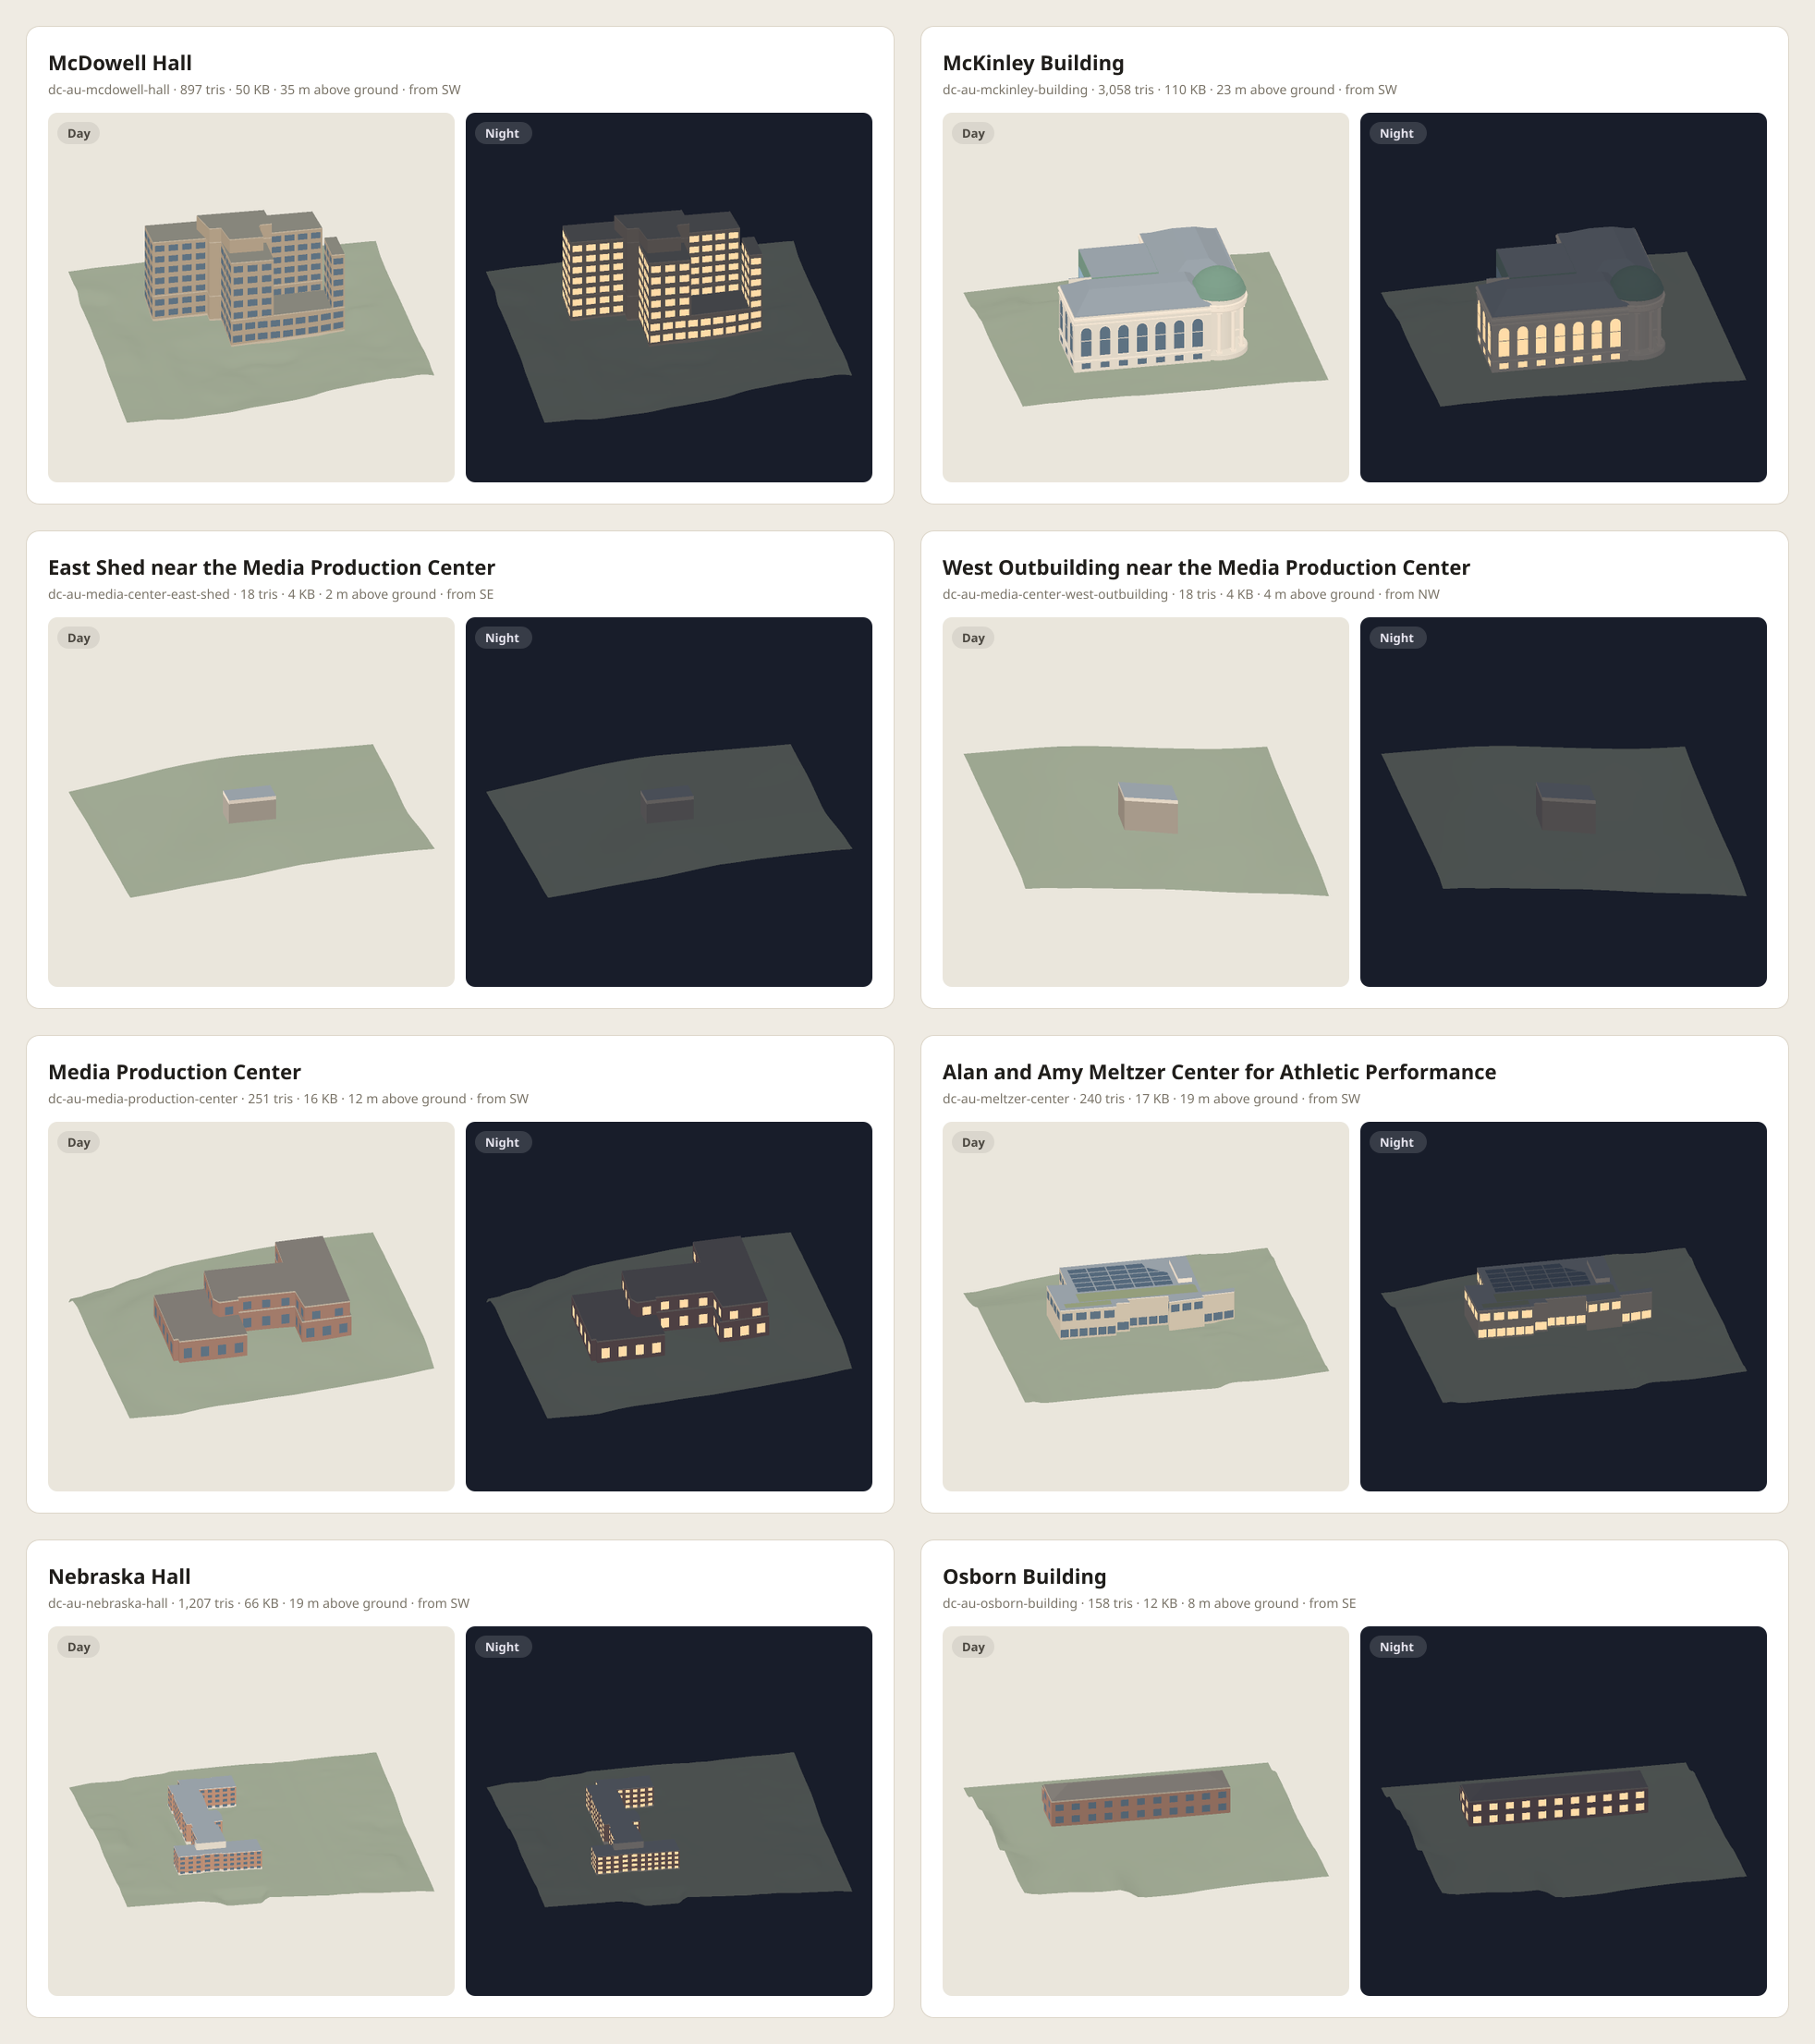 McDowell Hall
dc-au-mcdowell-hall · 897 tris · 50 KB · 35 m above ground · from SW
Day
Night
McKinley Building
dc-au-mckinley-building · 3,058 tris · 110 KB · 23 m above ground · from SW
Day
Night
East Shed near the Media Production Center
dc-au-media-center-east-shed · 18 tris · 4 KB · 2 m above ground · from SE
Day
Night
West Outbuilding near the Media Production Center
dc-au-media-center-west-outbuilding · 18 tris · 4 KB · 4 m above ground · from NW
Day
Night
Media Production Center
dc-au-media-production-center · 251 tris · 16 KB · 12 m above ground · from SW
Day
Night
Alan and Amy Meltzer Center for Athletic Performance
dc-au-meltzer-center · 240 tris · 17 KB · 19 m above ground · from SW
Day
Night
Nebraska Hall
dc-au-nebraska-hall · 1,207 tris · 66 KB · 19 m above ground · from SW
Day
Night
Osborn Building
dc-au-osborn-building · 158 tris · 12 KB · 8 m above ground · from SE
Day
Night